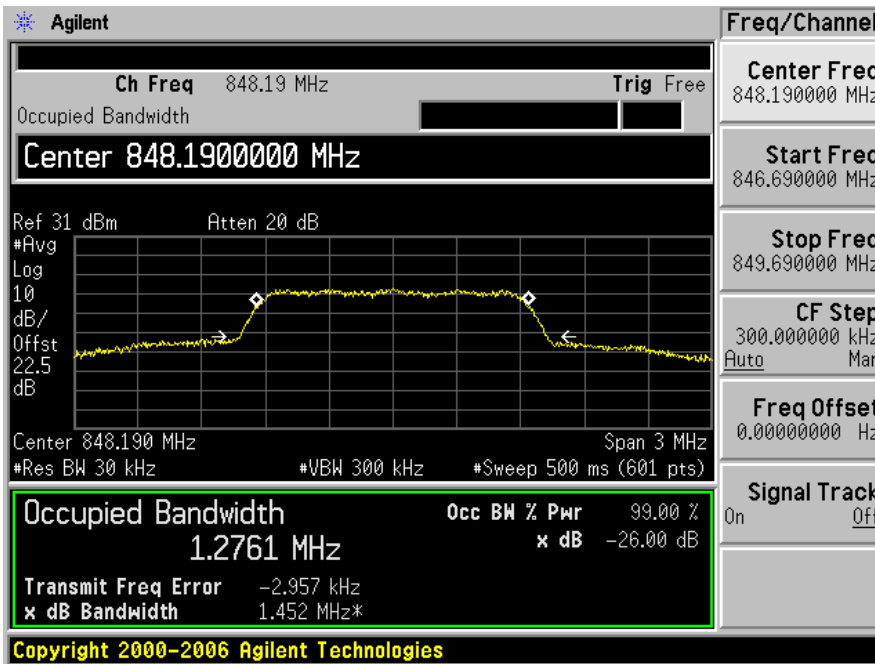 Agilent
Freq/Channel
Ch Freq 848.19 MHz Trig Free
Occupied Bandwidth
Center 848.1900000 MHz
Center Freq
848.190000 MHz
Start Freq
846.690000 MHz
Stop Freq
849.690000 MHz
CF Step
300.000000 kHz
Auto Man
Freq Offset
0.00000000 Hz
Signal Track
On Off
Ref 31 dBm Atten 20 dB
#Avg
Log
10
dB/
Offst
22.5
dB
Center 848.190 MHz Span 3 MHz
#Res BW 30 kHz #VBW 300 kHz #Sweep 500 ms (601 pts)
Occupied Bandwidth
1.2761 MHz
Occ BW % Pwr 99.00 %
x dB -26.00 dB
Transmit Freq Error -2.957 kHz
x dB Bandwidth 1.452 MHz*
Copyright 2000-2006 Agilent Technologies